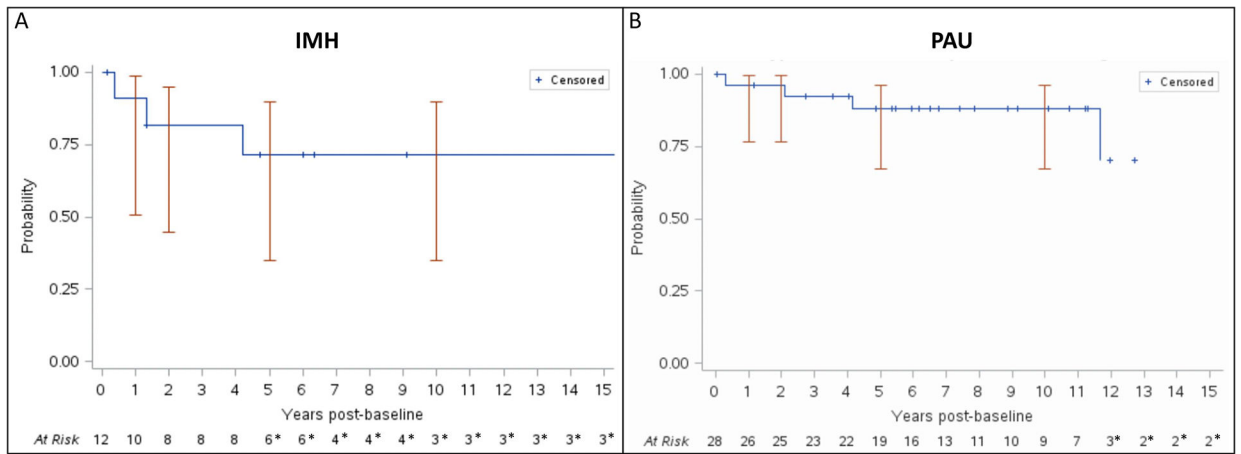 A
IMH
Censored
1.00
0.75
0.50
0.25
0.00
Probability
0 1 2 3 4 5 6 7 8 9 10 11 12 13 14 15
Years post-baseline
At Risk 12 10 8 8 8 6* 6* 4* 4* 4* 3* 3* 3* 3* 3* 3*
B
PAU
Censored
1.00
0.75
0.50
0.25
0.00
Probability
0 1 2 3 4 5 6 7 8 9 10 11 12 13 14 15
Years post-baseline
At Risk 28 26 25 23 22 19 16 13 11 10 9 7 3* 2* 2* 2*